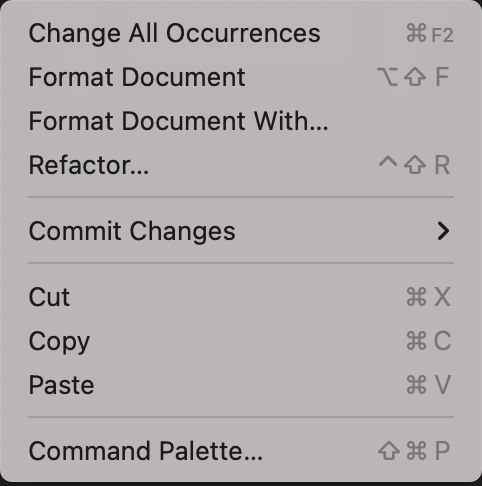 Change All Occurrences ⌘F2
Format Document ⌥⇧F
Format Document With...
Refactor... ^⇧R
Commit Changes >
Cut ⌘X
Copy ⌘C
Paste ⌘V
Command Palette... ⇧⌘P